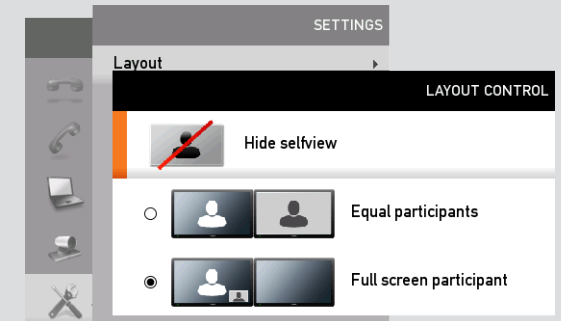 SETTINGS
Layout
LAYOUT CONTROL
Hide selfview
Equal participants
Full screen participant